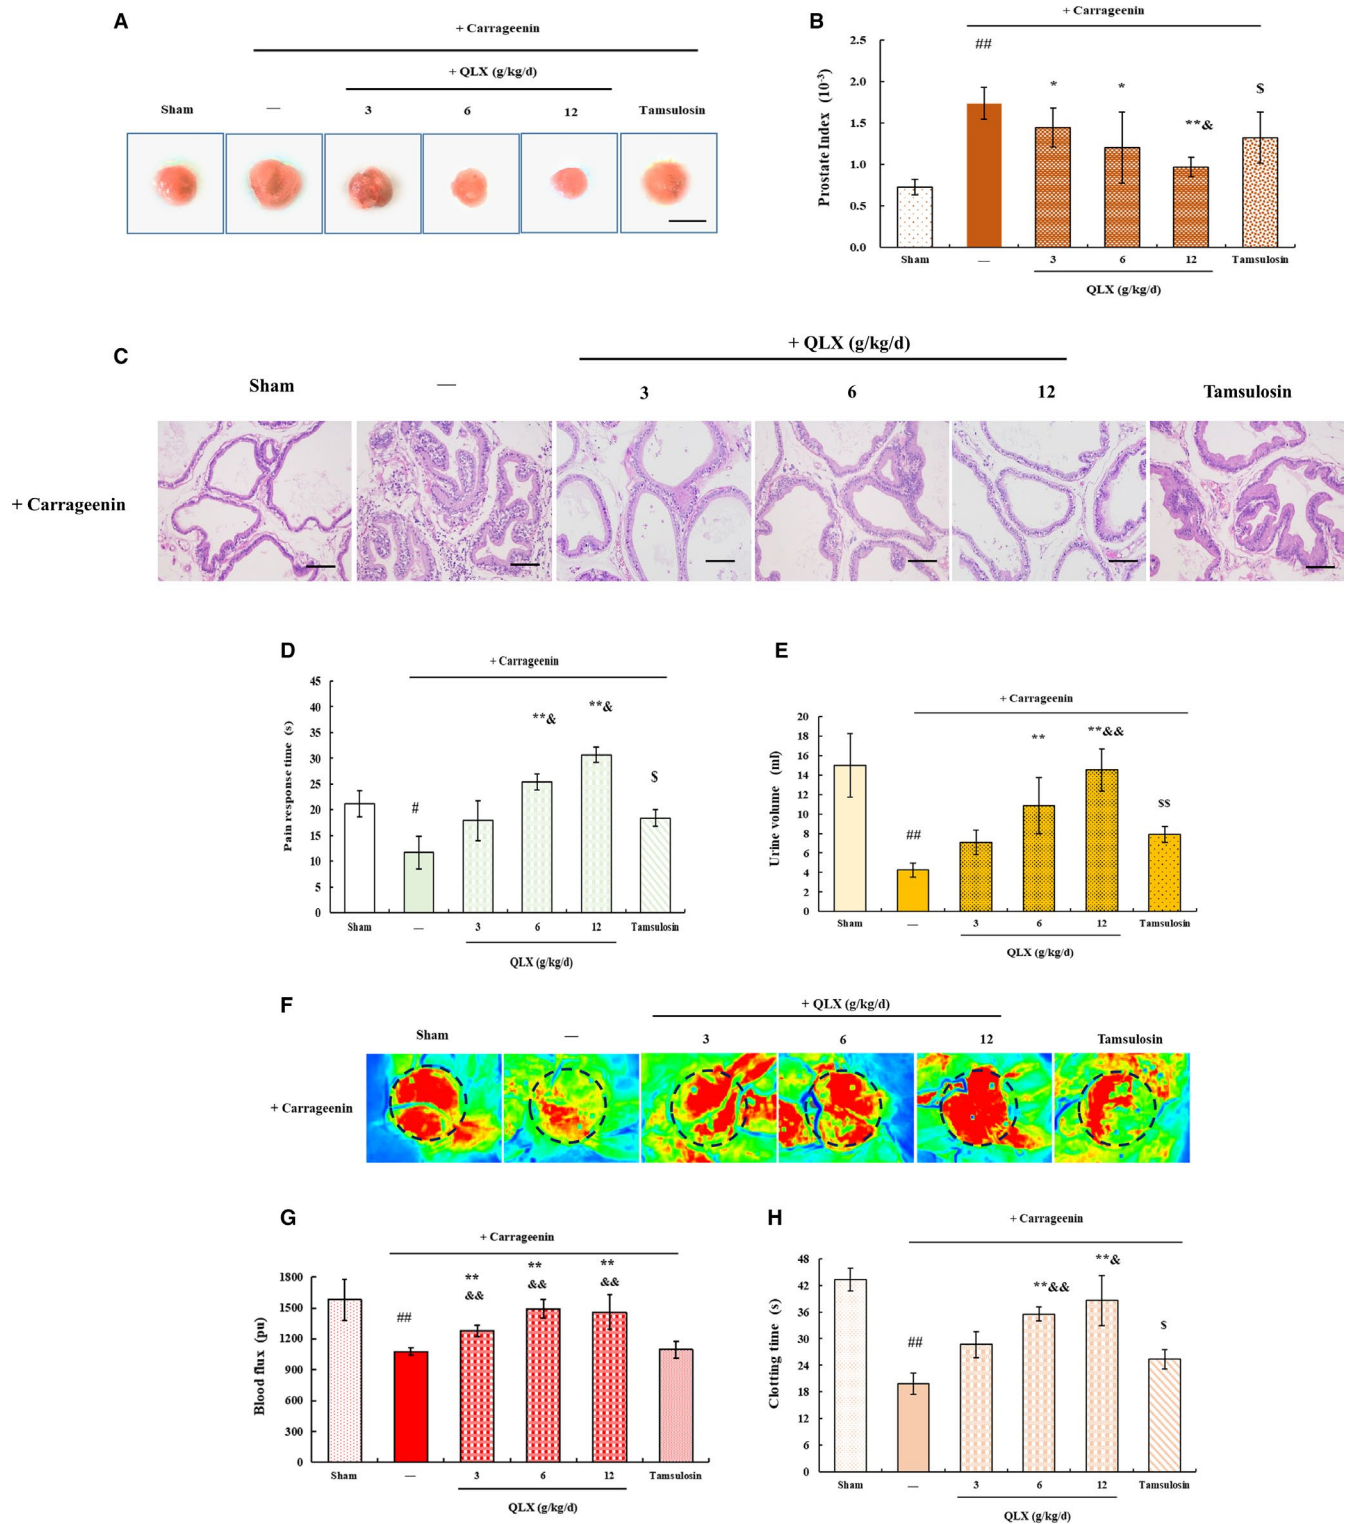 A
+ Carrageenin
+ QLX (g/kg/d)
Sham — 3 6 12 Tamsulosin
B
+ Carrageenin
Prostate Index (10-3)
2.5
2.0
1.5
1.0
0.5
0.0
## * * **& $
Sham — 3 6 12 Tamsulosin
QLX (g/kg/d)
C
+ QLX (g/kg/d)
Sham — 3 6 12 Tamsulosin
+ Carrageenin
D
+ Carrageenin
Pain response time (s)
45
40
35
30
25
20
15
10
5
0
# **& **& $
Sham — 3 6 12 Tamsulosin
QLX (g/kg/d)
E
+ Carrageenin
Urine volume (ml)
20
18
16
14
12
10
8
6
4
2
0
## ** **&& $$
Sham — 3 6 12 Tamsulosin
QLX (g/kg/d)
F
+ QLX (g/kg/d)
Sham — 3 6 12 Tamsulosin
+ Carrageenin
G
+ Carrageenin
Blood flux (pu)
1800
1500
1200
900
600
300
0
## ** ** **
&& && &&
Sham — 3 6 12 Tamsulosin
QLX (g/kg/d)
H
+ Carrageenin
Clotting time (s)
48
42
36
30
24
18
12
6
0
## **&& **& $
Sham — 3 6 12 Tamsulosin
QLX (g/kg/d)